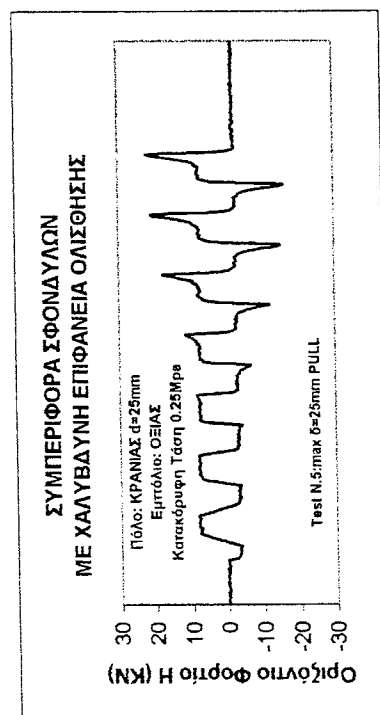 ΣΥΜΠΕΡΙΦΟΡΑ ΣΦΟΝΔΥΛΩΝ
ΜΕ ΧΑΛΥΒΔΥΝΗ ΕΠΙΦΑΝΕΙΑ ΟΛΙΣΘΗΣΗΣ
Πόλο: ΚΡΑΝΙΑΣ d=25mm
Εμπόλιο: ΟΞΙΑΣ
Κατακόρυφη Τάση 0.25Mpa
Test N.5:max δ=25mm PULL
Οριζόντιο Φορτίο H (KN)
30
20
10
0
-10
-20
-30